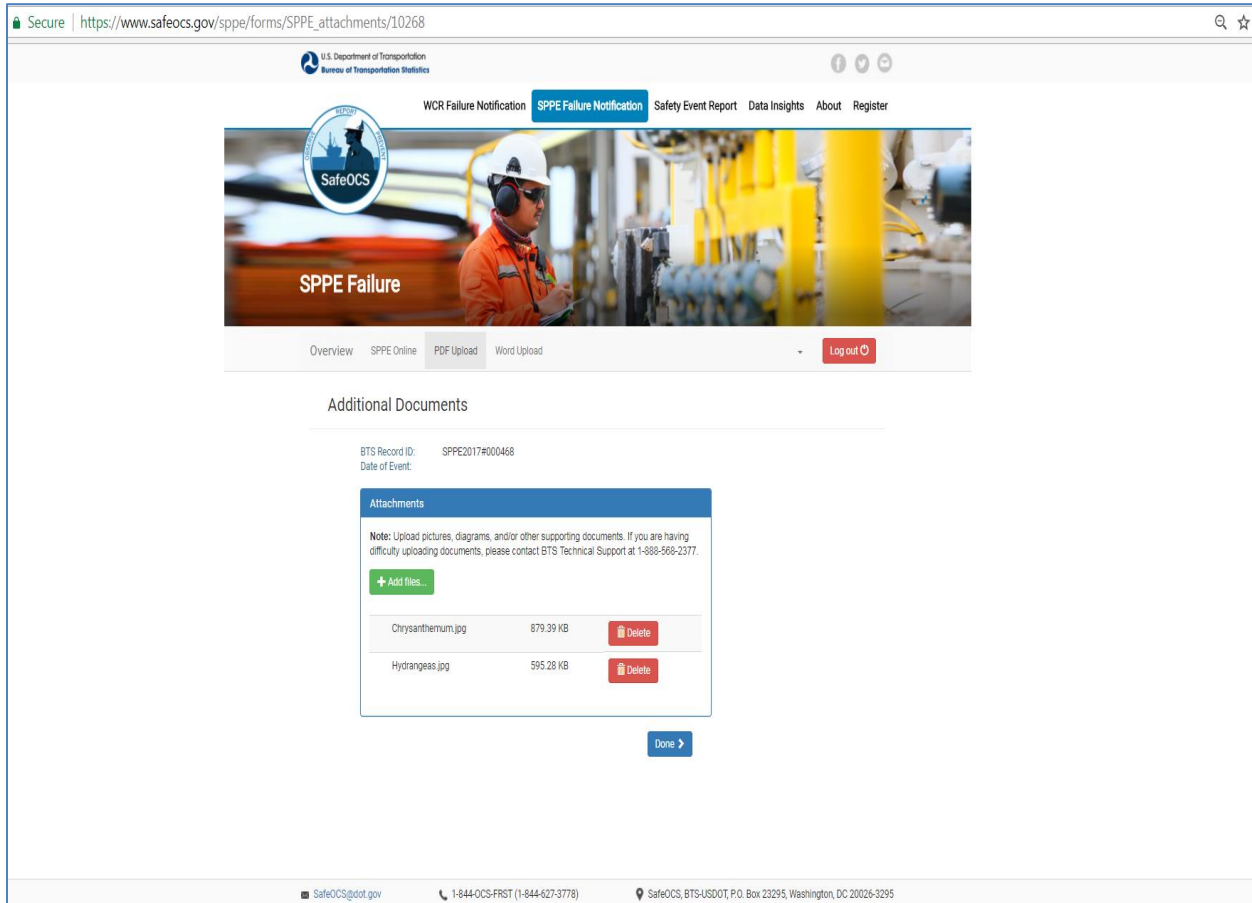 Secure | https://www.safeocs.gov/sppe/forms/SPPE_attachments/10268
U.S. Department of Transportation
Bureau of Transportation Statistics
WCR Failure Notification SPPE Failure Notification Safety Event Report Data Insights About Register
OBSERVE REPORT PREVENT
SafeOCS
SPPE Failure
Overview SPPE Online PDF Upload Word Upload Log out
Additional Documents
BTS Record ID: SPPE2017#000468
Date of Event:
Attachments
Note: Upload pictures, diagrams, and/or other supporting documents. If you are having
difficulty uploading documents, please contact BTS Technical Support at 1-888-568-2377.
+ Add files...
Chrysanthemum.jpg 879.39 KB Delete
Hydrangeas.jpg 595.28 KB Delete
Done
SafeOCS@dot.gov 1-844-OCS-FRST (1-844-627-3778) SafeOCS, BTS-USDOT, P.O. Box 23295, Washington, DC 20026-3295